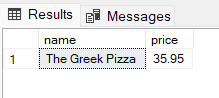 Results Messages
name price
1 The Greek Pizza 35.95